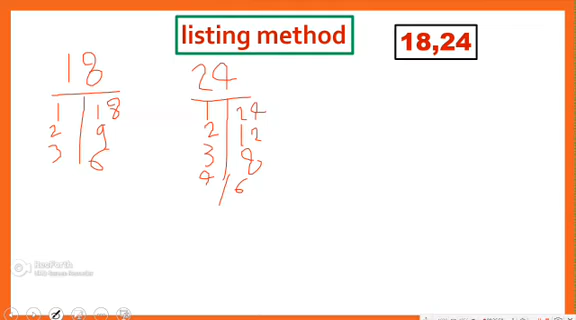 listing method
18,24
18
1 | 18
2 | 9
3 | 6
24
1 | 24
2 | 12
3 | 8
4 | 6